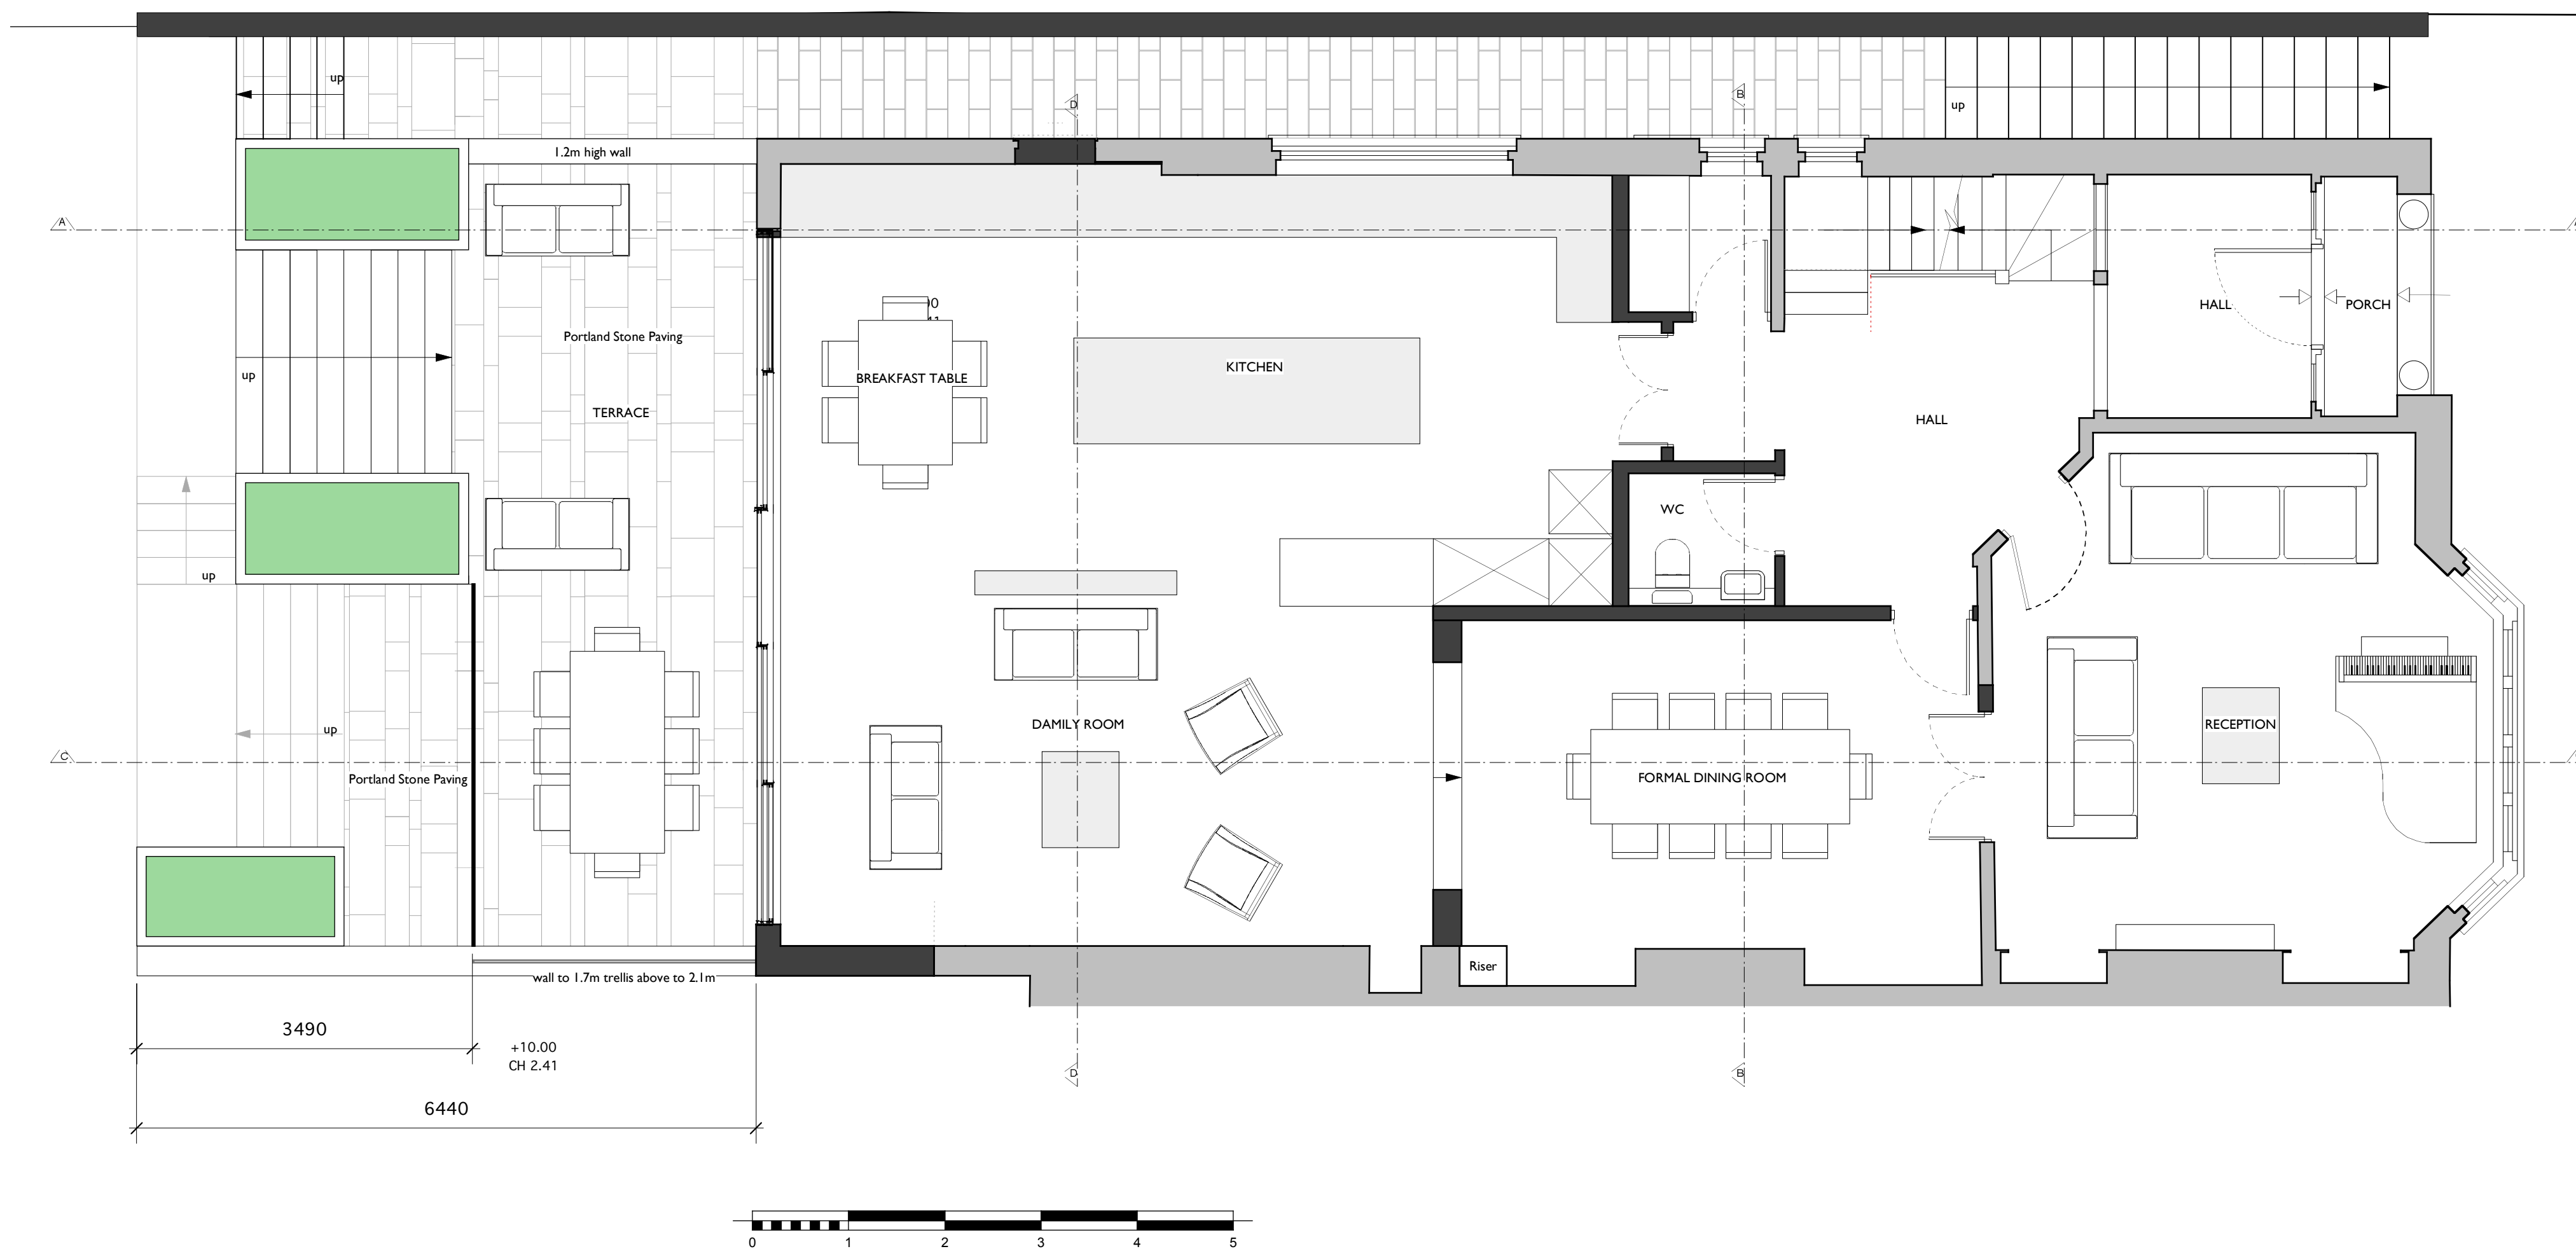 up
D
B
up
1.2m high wall
A
HALL
PORCH
Portland Stone Paving
KITCHEN
up
BREAKFAST TABLE
TERRACE
HALL
WC
up
up
DAMILY ROOM
RECEPTION
C
Portland Stone Paving
FORMAL DINING ROOM
Riser
wall to 1.7m trellis above to 2.1m
3490
+10.00
CH 2.41
D
B
6440
0 1 2 3 4 5